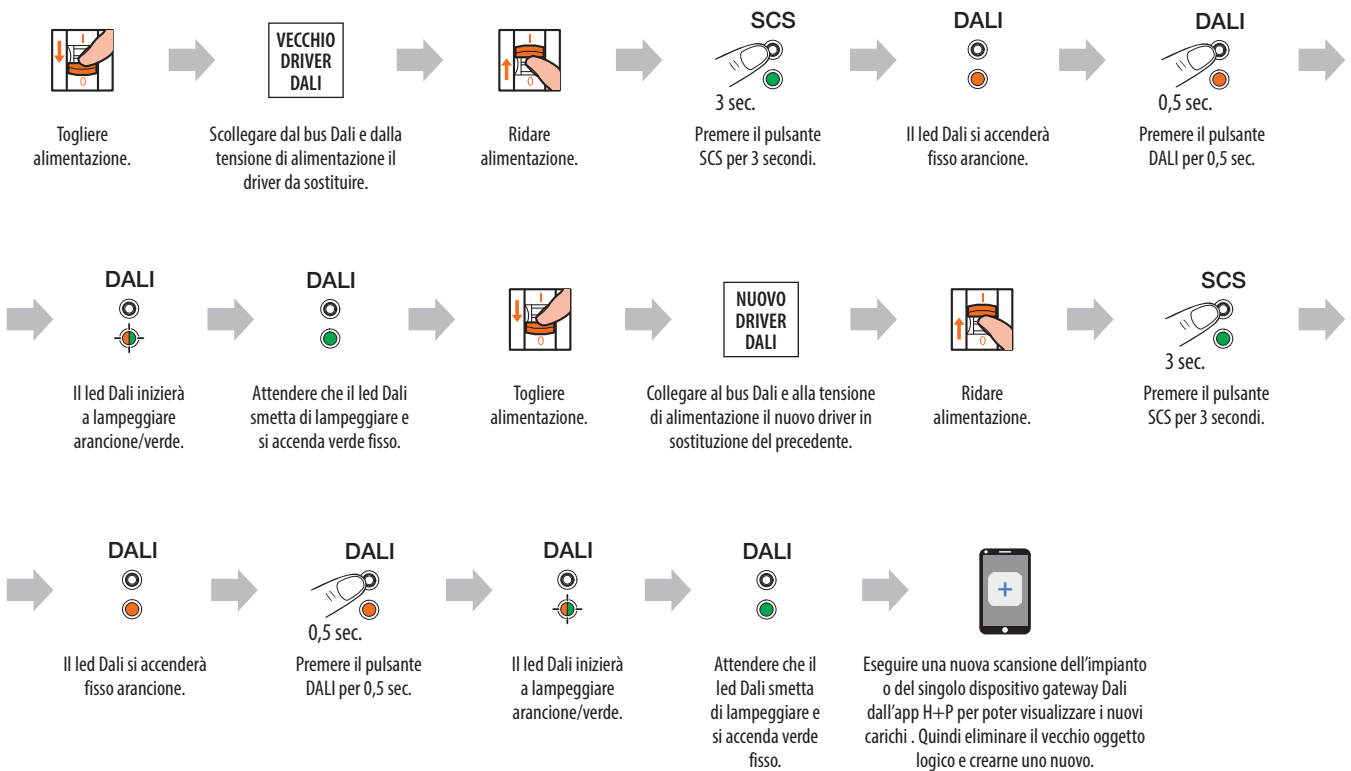 SCS
DALI
DALI
I
0
VECCHIO
DRIVER
DALI
I
0
3 sec.
0,5 sec.
Togliere
alimentazione.
Scollegare dal bus Dali e dalla
tensione di alimentazione il
driver da sostituire.
Ridare
alimentazione.
Premere il pulsante
SCS per 3 secondi.
Il led Dali si accenderà
fisso arancione.
Premere il pulsante
DALI per 0,5 sec.
DALI
DALI
I
0
NUOVO
DRIVER
DALI
I
0
SCS
3 sec.
Il led Dali inizierà
a lampeggiare
arancione/verde.
Attendere che il led Dali
smetta di lampeggiare e
si accenda verde fisso.
Togliere
alimentazione.
Collegare al bus Dali e alla tensione
di alimentazione il nuovo driver in
sostituzione del precedente.
Ridare
alimentazione.
Premere il pulsante
SCS per 3 secondi.
DALI
DALI
DALI
DALI
0,5 sec.
Il led Dali si accenderà
fisso arancione.
Premere il pulsante
DALI per 0,5 sec.
Il led Dali inizierà
a lampeggiare
arancione/verde.
Attendere che il
led Dali smetta
di lampeggiare e
si accenda verde
fisso.
Eseguire una nuova scansione dell'impianto
o del singolo dispositivo gateway Dali
dall'app H+P per poter visualizzare i nuovi
carichi . Quindi eliminare il vecchio oggetto
logico e crearne uno nuovo.